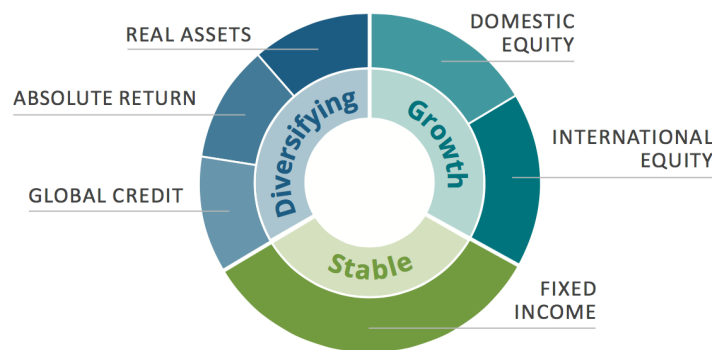 DOMESTIC
EQUITY
REAL ASSETS
ABSOLUTE RETURN
INTERNATIONAL
EQUITY
GLOBAL CREDIT
FIXED
INCOME
Diversifying
Growth
Stable